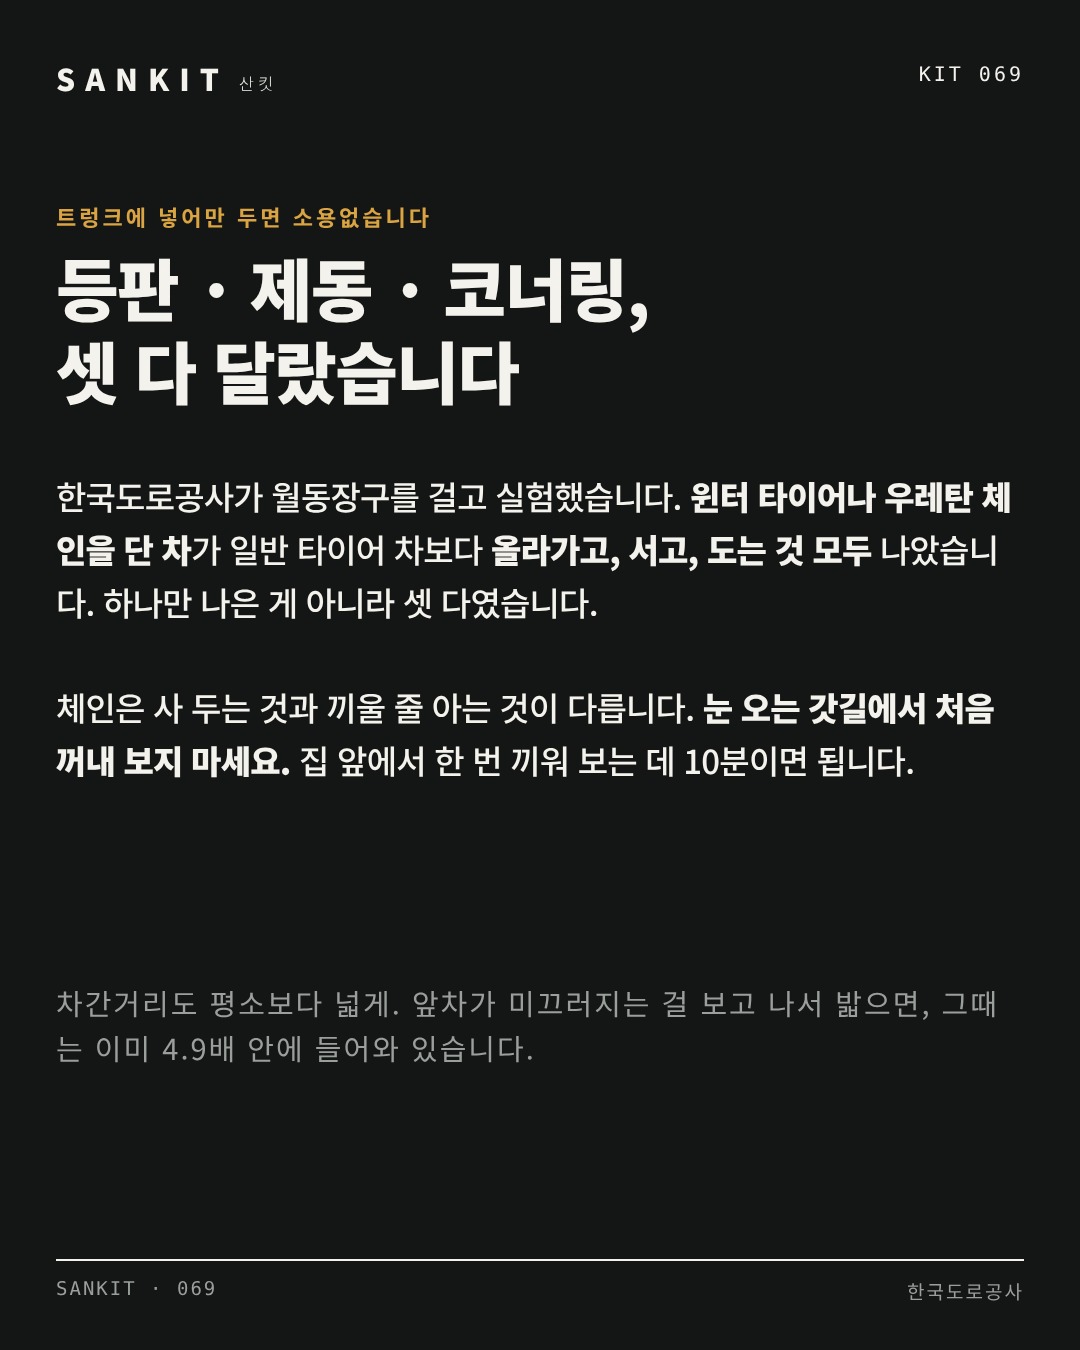 SANKIT 산킷
KIT 069
트렁크에 넣어만 두면 소용없습니다
등판 · 제동 · 코너링,
셋 다 달랐습니다
한국도로공사가 월동장구를 걸고 실험했습니다. 윈터 타이어나 우레탄 체
인을 단 차가 일반 타이어 차보다 올라가고, 서고, 도는 것 모두 나았습니
다. 하나만 나은 게 아니라 셋 다였습니다.
체인은 사 두는 것과 끼울 줄 아는 것이 다릅니다. 눈 오는 갓길에서 처음
꺼내 보지 마세요. 집 앞에서 한 번 끼워 보는 데 10분이면 됩니다.
차간거리도 평소보다 넓게. 앞차가 미끄러지는 걸 보고 나서 밟으면, 그때
는 이미 4.9배 안에 들어와 있습니다.
SANKIT · 069
한국도로공사